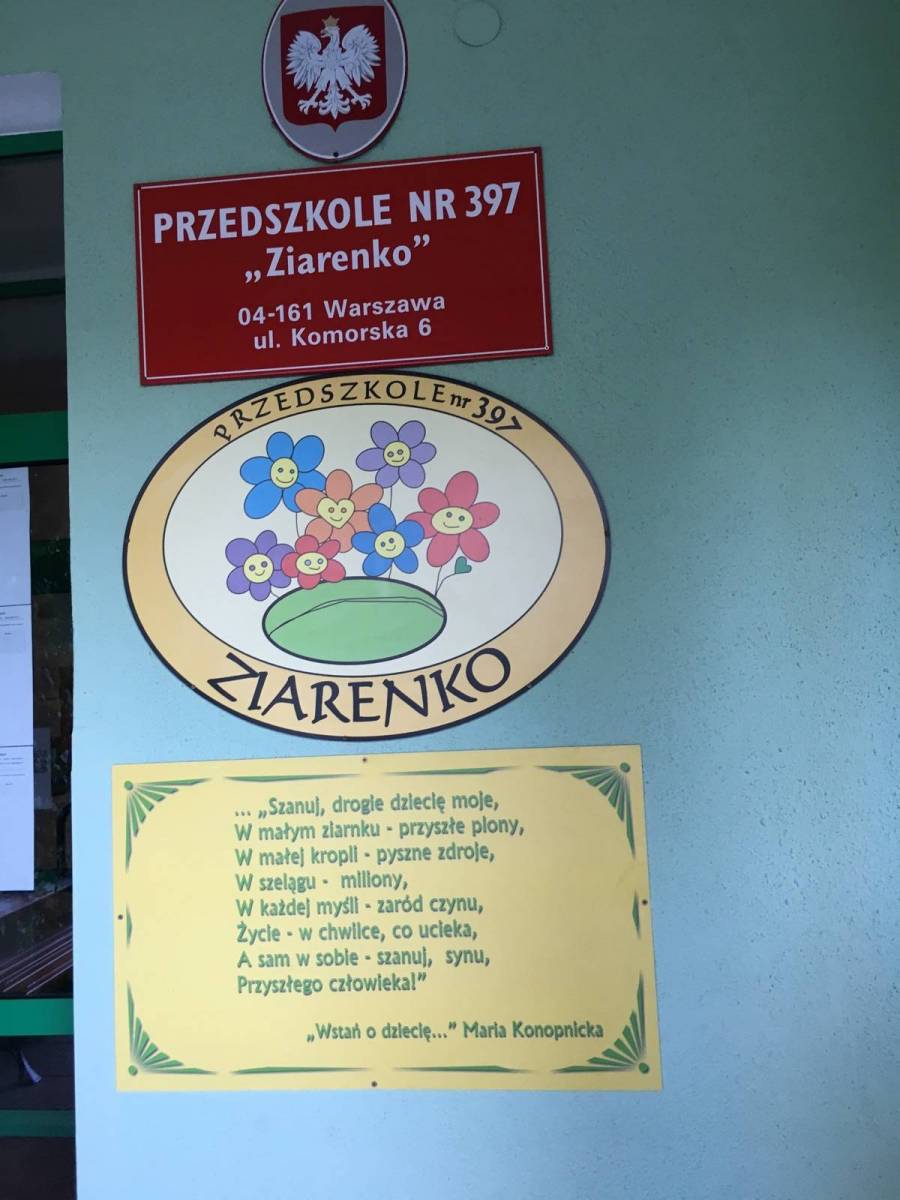 PRZEDSZKOLE NR 397
„Ziarenko”
04-161 Warszawa
ul. Komorska 6
PRZEDSZKOLE nr 397
ZIARENKO
... „Szanuj, drogie dziecię moje,
W małym ziarnku - przyszłe plony,
W małej kropli - pyszne zdroje,
W szelągu - miliony,
W każdej myśli - zaród czynu,
Życie - w chwilce, co ucieka,
A sam w sobie - szanuj, synu,
Przyszłego człowieka!”
„Wstań o dziecię...” Maria Konopnicka